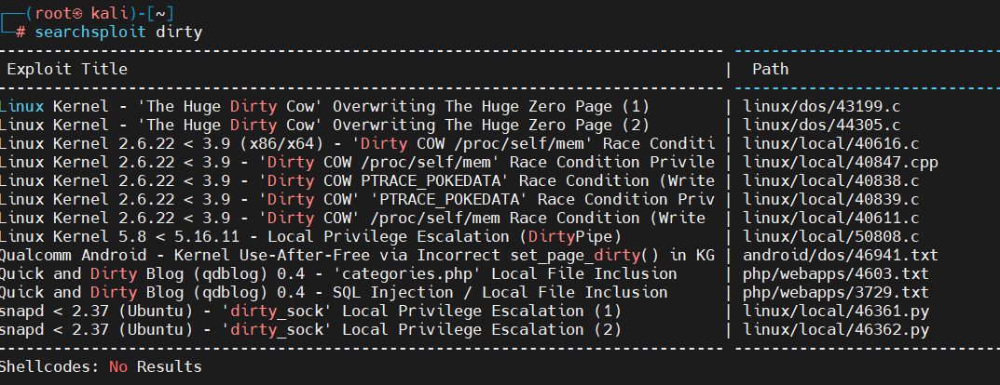 ┌──(root㉿ kali)-[~]
└─# searchsploit dirty
Exploit Title | Path
Linux Kernel - 'The Huge Dirty Cow' Overwriting The Huge Zero Page (1) | linux/dos/43199.c
Linux Kernel - 'The Huge Dirty Cow' Overwriting The Huge Zero Page (2) | linux/dos/44305.c
Linux Kernel 2.6.22 < 3.9 (x86/x64) - 'Dirty COW /proc/self/mem' Race Conditi | linux/local/40616.c
Linux Kernel 2.6.22 < 3.9 - 'Dirty COW /proc/self/mem' Race Condition Privile | linux/local/40847.cpp
Linux Kernel 2.6.22 < 3.9 - 'Dirty COW PTRACE_POKEDATA' Race Condition (Write | linux/local/40838.c
Linux Kernel 2.6.22 < 3.9 - 'Dirty COW' 'PTRACE_POKEDATA' Race Condition Priv | linux/local/40839.c
Linux Kernel 2.6.22 < 3.9 - 'Dirty COW' /proc/self/mem Race Condition (Write | linux/local/40611.c
Linux Kernel 5.8 < 5.16.11 - Local Privilege Escalation (DirtyPipe) | linux/local/50808.c
Qualcomm Android - Kernel Use-After-Free via Incorrect set_page_dirty() in KG | android/dos/46941.txt
Quick and Dirty Blog (qdblog) 0.4 - 'categories.php' Local File Inclusion | php/webapps/4603.txt
Quick and Dirty Blog (qdblog) 0.4 - SQL Injection / Local File Inclusion | php/webapps/3729.txt
snapd < 2.37 (Ubuntu) - 'dirty_sock' Local Privilege Escalation (1) | linux/local/46361.py
snapd < 2.37 (Ubuntu) - 'dirty_sock' Local Privilege Escalation (2) | linux/local/46362.py
Shellcodes: No Results